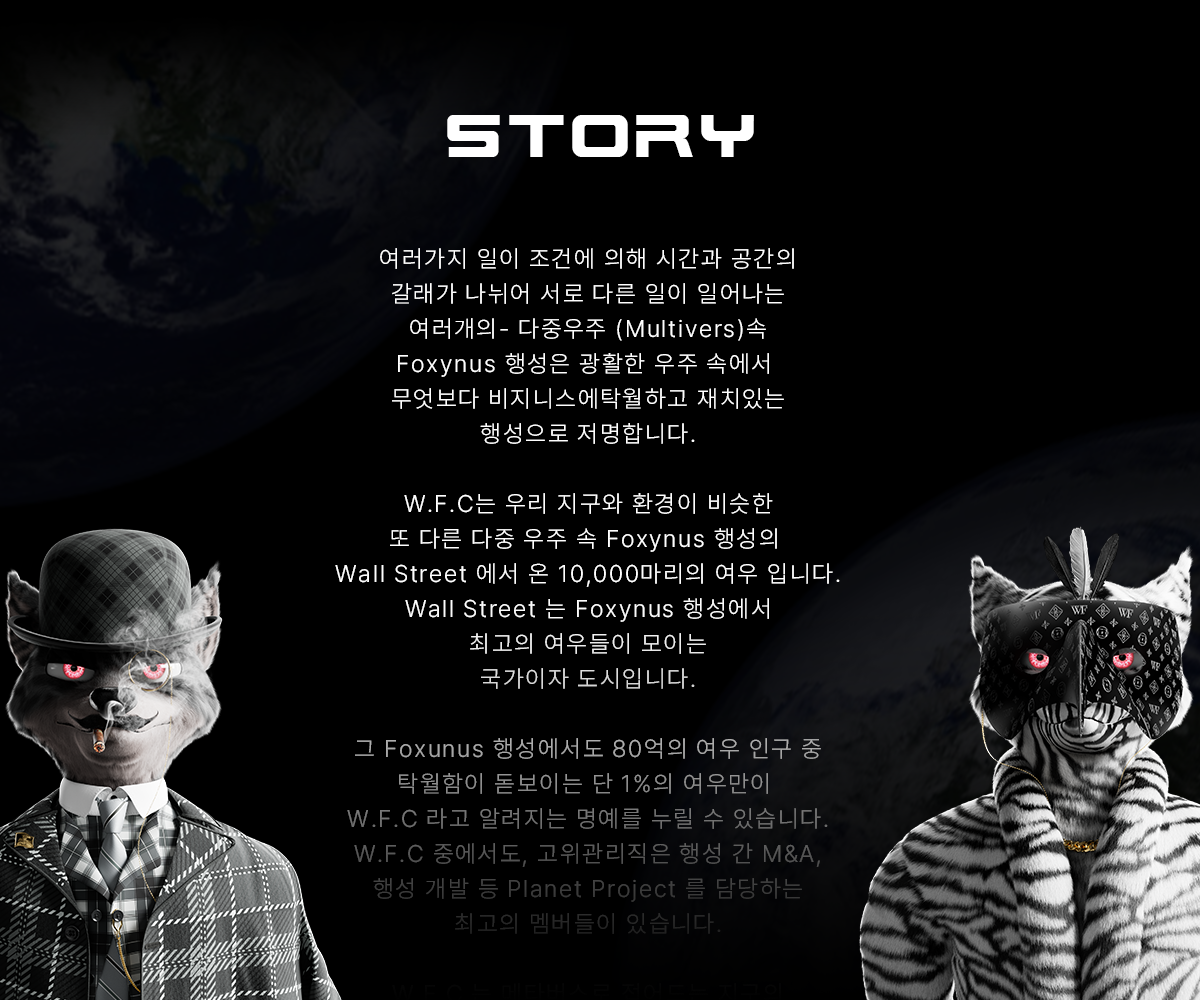 STORY
여러가지 일이 조건에 의해 시간과 공간의
갈래가 나뉘어 서로 다른 일이 일어나는
여러개의- 다중우주 (Multivers)속
Foxynus 행성은 광활한 우주 속에서
무엇보다 비지니스에탁월하고 재치있는
행성으로 저명합니다.
W.F.C는 우리 지구와 환경이 비슷한
또 다른 다중 우주 속 Foxynus 행성의
Wall Street 에서 온 10,000마리의 여우 입니다.
Wall Street 는 Foxynus 행성에서
최고의 여우들이 모이는
국가이자 도시입니다.
그 Foxunus 행성에서도 80억의 여우 인구 중
탁월함이 돋보이는 단 1%의 여우만이
W.F.C 라고 알려지는 명예를 누릴 수 있습니다.
W.F.C 중에서도, 고위관리직은 행성 간 M&A,
행성 개발 등 Planet Project 를 담당하는
최고의 멤버들이 있습니다.
WF WF